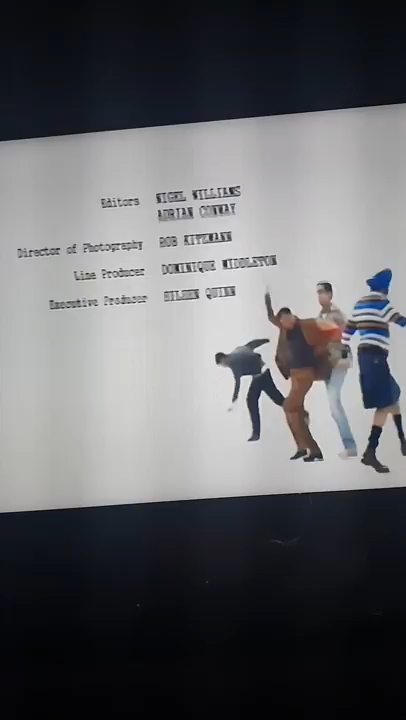 Editors NIGEL WILLIAMS
ADRIAN CONWAY
Director of Photography ROB KITZMANN
Line Producer DOMINIQUE MIDDLETON
Executive Producer EILEEN QUINN